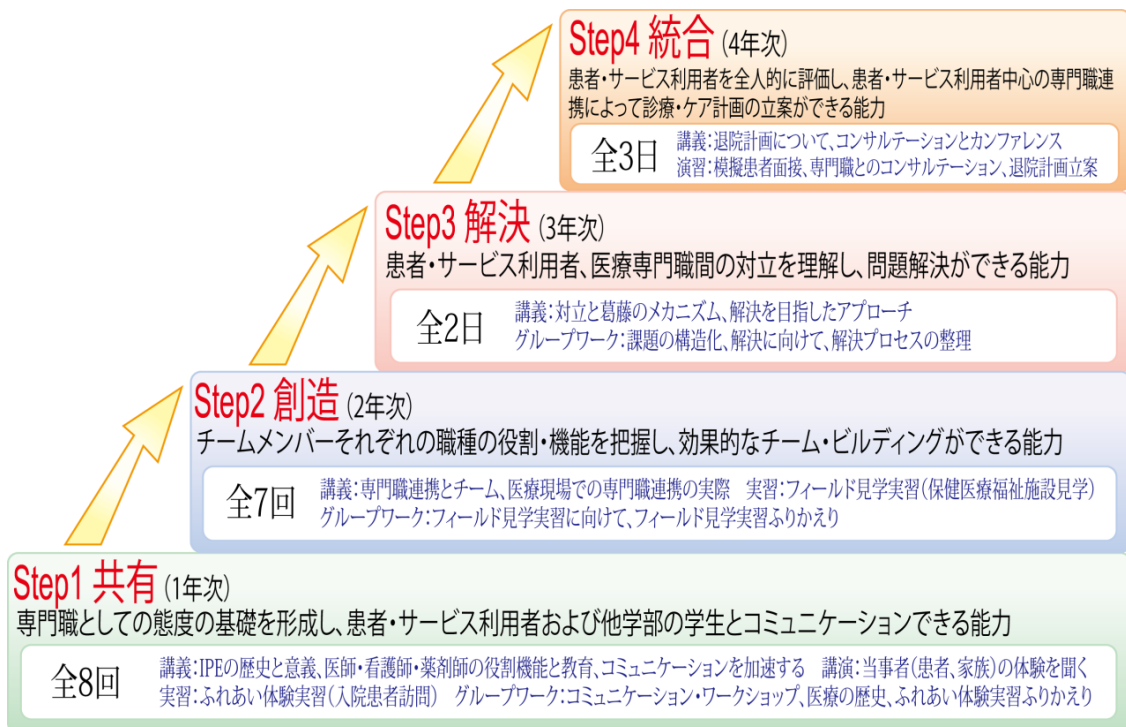 Step4 統合 (4年次)
患者・サービス利用者を全人的に評価し、患者・サービス利用者中心の専門職連
携によって診療・ケア計画の立案ができる能力
全3日
講義：退院計画について、コンサルテーションとカンファレンス
演習：模擬患者面接、専門職とのコンサルテーション、退院計画立案
Step3 解決 (3年次)
患者・サービス利用者、医療専門職間の対立を理解し、問題解決ができる能力
全2日
講義：対立と葛藤のメカニズム、解決を目指したアプローチ
グループワーク：課題の構造化、解決に向けて、解決プロセスの整理
Step2 創造 (2年次)
チームメンバーそれぞれの職種の役割・機能を把握し、効果的なチーム・ビルディングができる能力
全7回
講義：専門職連携とチーム、医療現場での専門職連携の実際　実習：フィールド見学実習(保健医療福祉施設見学)
グループワーク：フィールド見学実習に向けて、フィールド見学実習ふりかえり
Step1 共有 (1年次)
専門職としての態度の基礎を形成し、患者・サービス利用者および他学部の学生とコミュニケーションできる能力
全8回
講義：IPEの歴史と意義、医師・看護師・薬剤師の役割機能と教育、コミュニケーションを加速する　講演：当事者(患者、家族)の体験を聞く
実習：ふれあい体験実習(入院患者訪問)　グループワーク：コミュニケーション・ワークショップ、医療の歴史、ふれあい体験実習ふりかえり